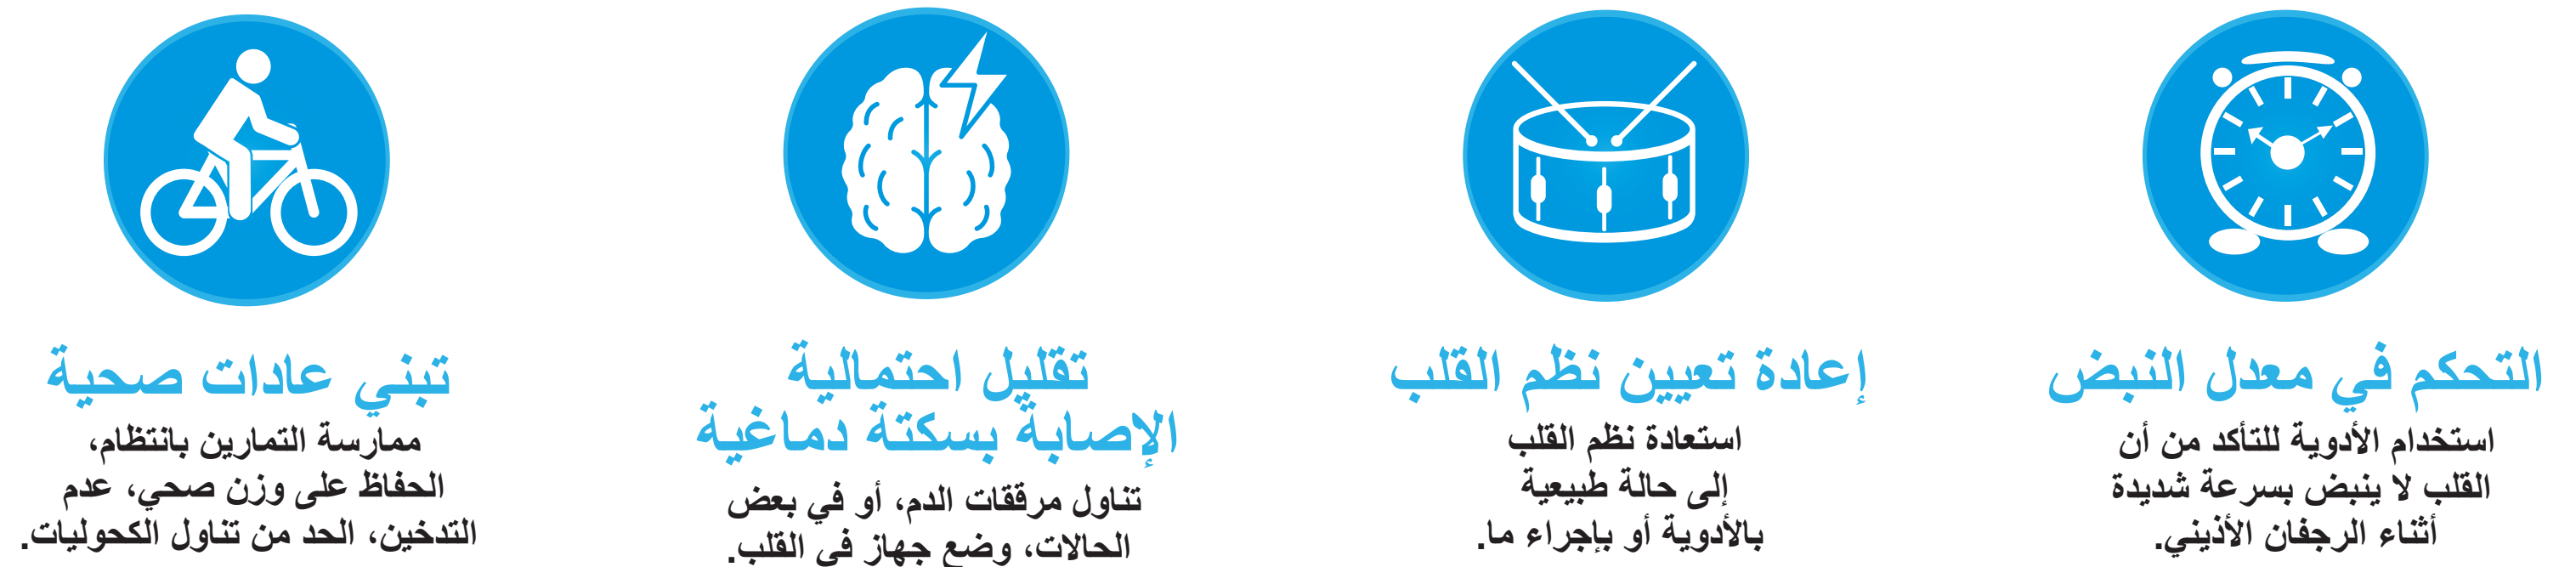 التحكم في معدل النبض
استخدام الأدوية للتأكد من أن
القلب لا ينبض بسرعة شديدة
أثناء الرجفان الأذيني.
إعادة تعيين نظم القلب
استعادة نظم القلب
إلى حالة طبيعية
بالأدوية أو بإجراء ما.
تقليل احتمالية
الإصابة بسكتة دماغية
تناول مرققات الدم، أو في بعض
الحالات، وضع جهاز في القلب.
تبني عادات صحية
ممارسة التمارين بانتظام،
الحفاظ على وزن صحي، عدم
التدخين، الحد من تناول الكحوليات.